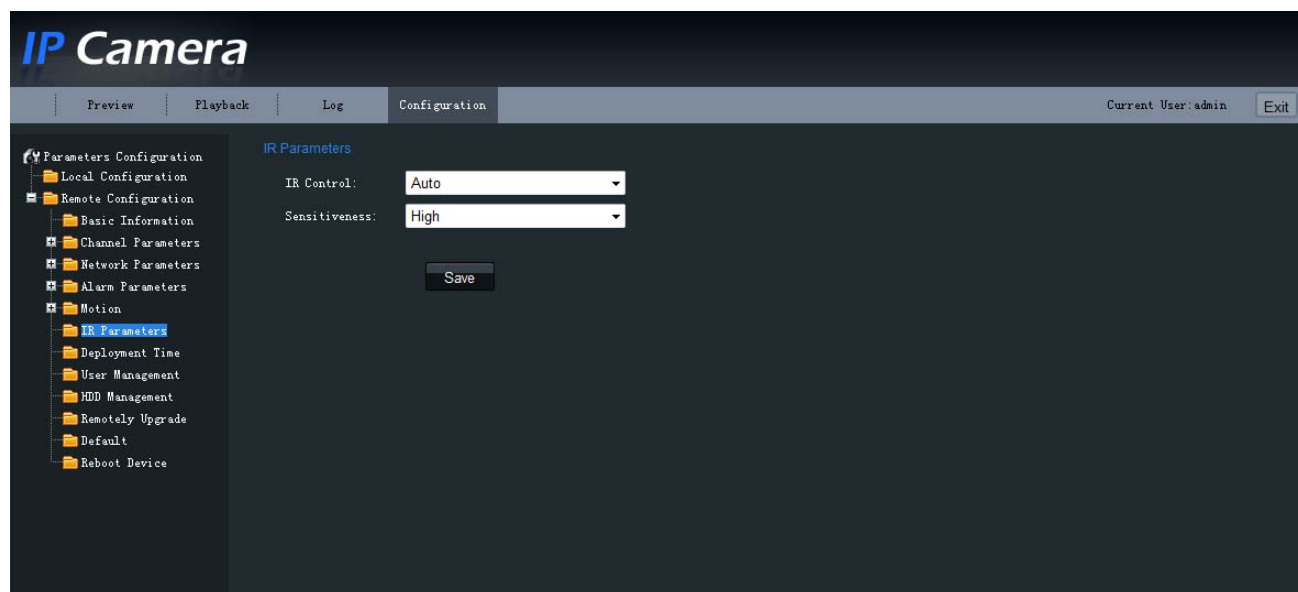 IP Camera
Preview Playback Log Configuration Current User:admin Exit
Parameters Configuration
Local Configuration
Remote Configuration
Basic Information
Channel Parameters
Network Parameters
Alarm Parameters
Motion
IR Parameters
Deployment Time
User Management
HDD Management
Remotely Upgrade
Default
Reboot Device
IR Parameters
IR Control: Auto
Sensitiveness: High
Save